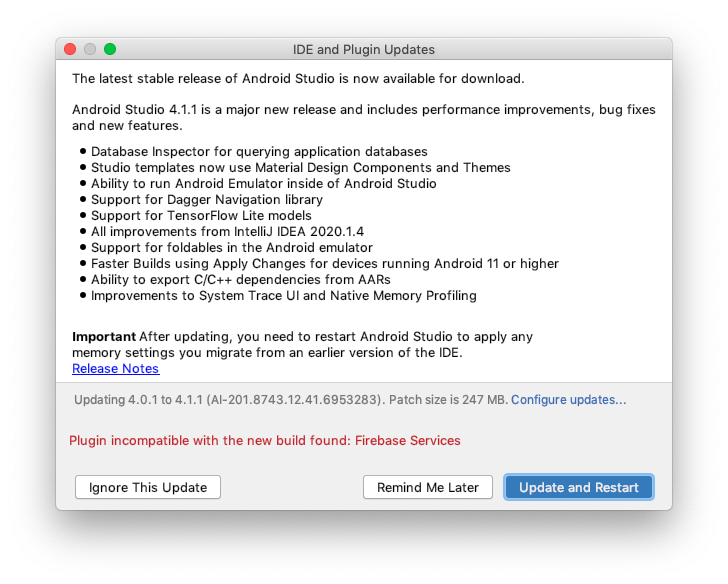 IDE and Plugin Updates
The latest stable release of Android Studio is now available for download.
Android Studio 4.1.1 is a major new release and includes performance improvements, bug fixes
and new features.
• Database Inspector for querying application databases
• Studio templates now use Material Design Components and Themes
• Ability to run Android Emulator inside of Android Studio
• Support for Dagger Navigation library
• Support for TensorFlow Lite models
• All improvements from IntelliJ IDEA 2020.1.4
• Support for foldables in the Android emulator
• Faster Builds using Apply Changes for devices running Android 11 or higher
• Ability to export C/C++ dependencies from AARs
• Improvements to System Trace UI and Native Memory Profiling
Important After updating, you need to restart Android Studio to apply any
memory settings you migrate from an earlier version of the IDE.
Release Notes
Updating 4.0.1 to 4.1.1 (AI-201.8743.12.41.6953283). Patch size is 247 MB. Configure updates...
Plugin incompatible with the new build found: Firebase Services
Ignore This Update
Remind Me Later
Update and Restart